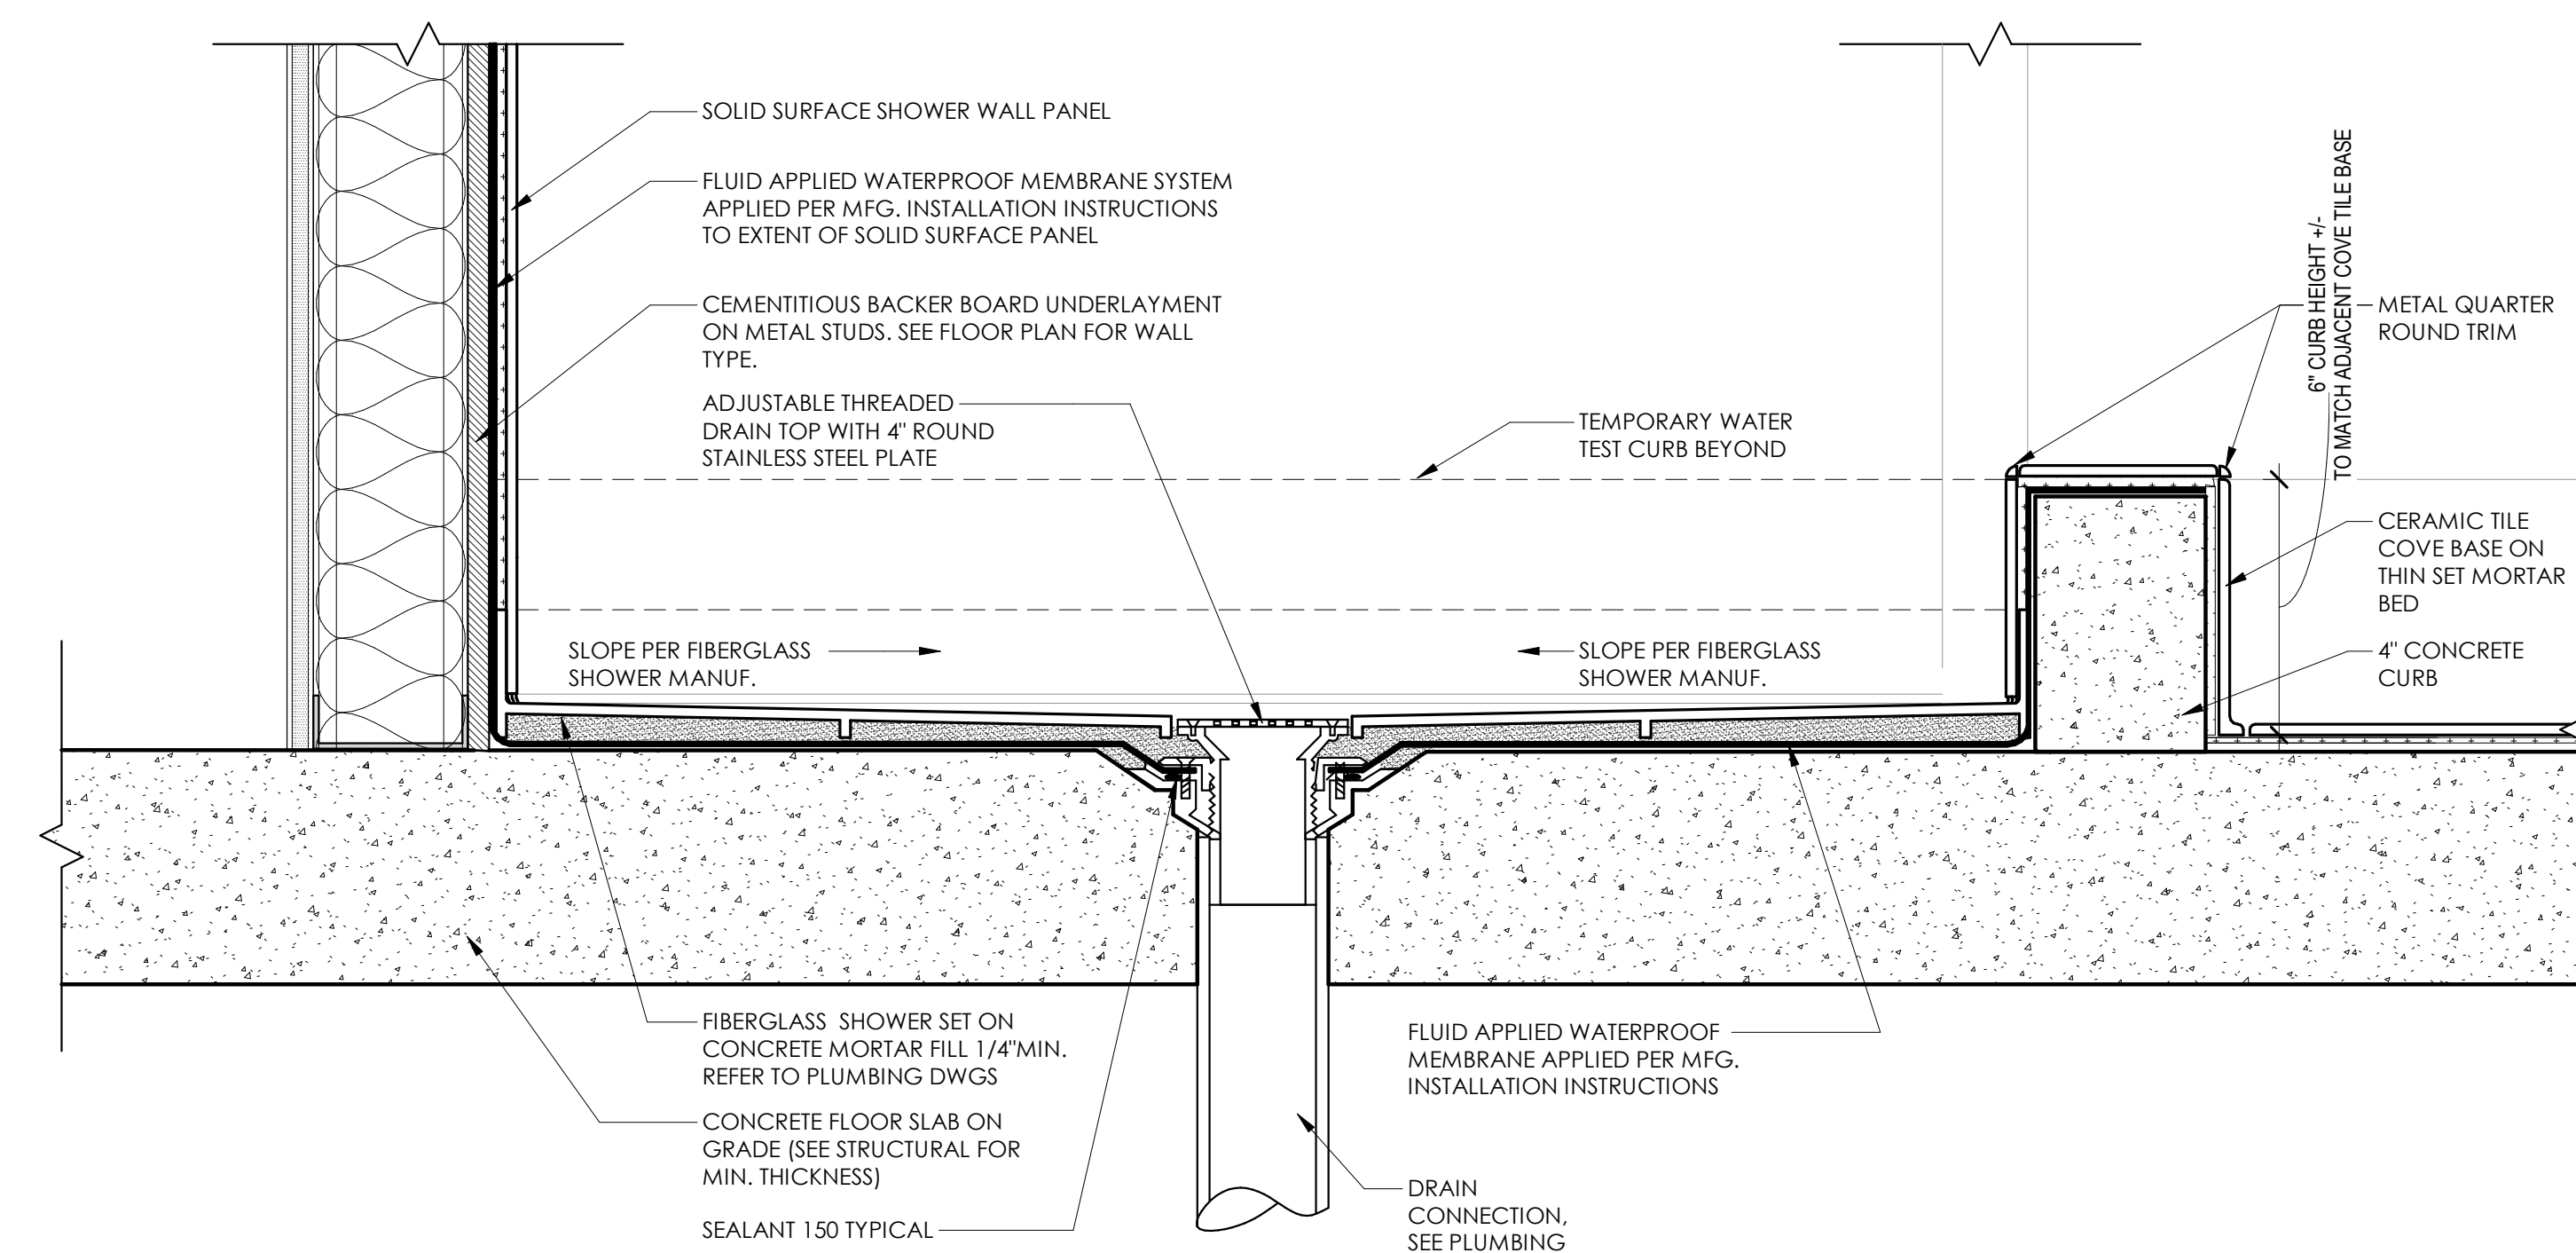 SOLID SURFACE SHOWER WALL PANEL
FLUID APPLIED WATERPROOF MEMBRANE SYSTEM
APPLIED PER MFG. INSTALLATION INSTRUCTIONS
TO EXTENT OF SOLID SURFACE PANEL
CEMENTITIOUS BACKER BOARD UNDERLAYMENT
ON METAL STUDS. SEE FLOOR PLAN FOR WALL
TYPE.
ADJUSTABLE THREADED
DRAIN TOP WITH 4" ROUND
STAINLESS STEEL PLATE
TEMPORARY WATER
TEST CURB BEYOND
6" CURB HEIGHT +/-
TO MATCH ADJACENT COVE TILE BASE
METAL QUARTER
ROUND TRIM
CERAMIC TILE
COVE BASE ON
THIN SET MORTAR
BED
4" CONCRETE
CURB
SLOPE PER FIBERGLASS
SHOWER MANUF.
SLOPE PER FIBERGLASS
SHOWER MANUF.
FIBERGLASS SHOWER SET ON
CONCRETE MORTAR FILL 1/4"MIN.
REFER TO PLUMBING DWGS
CONCRETE FLOOR SLAB ON
GRADE (SEE STRUCTURAL FOR
MIN. THICKNESS)
SEALANT 150 TYPICAL
FLUID APPLIED WATERPROOF
MEMBRANE APPLIED PER MFG.
INSTALLATION INSTRUCTIONS
DRAIN
CONNECTION,
SEE PLUMBING